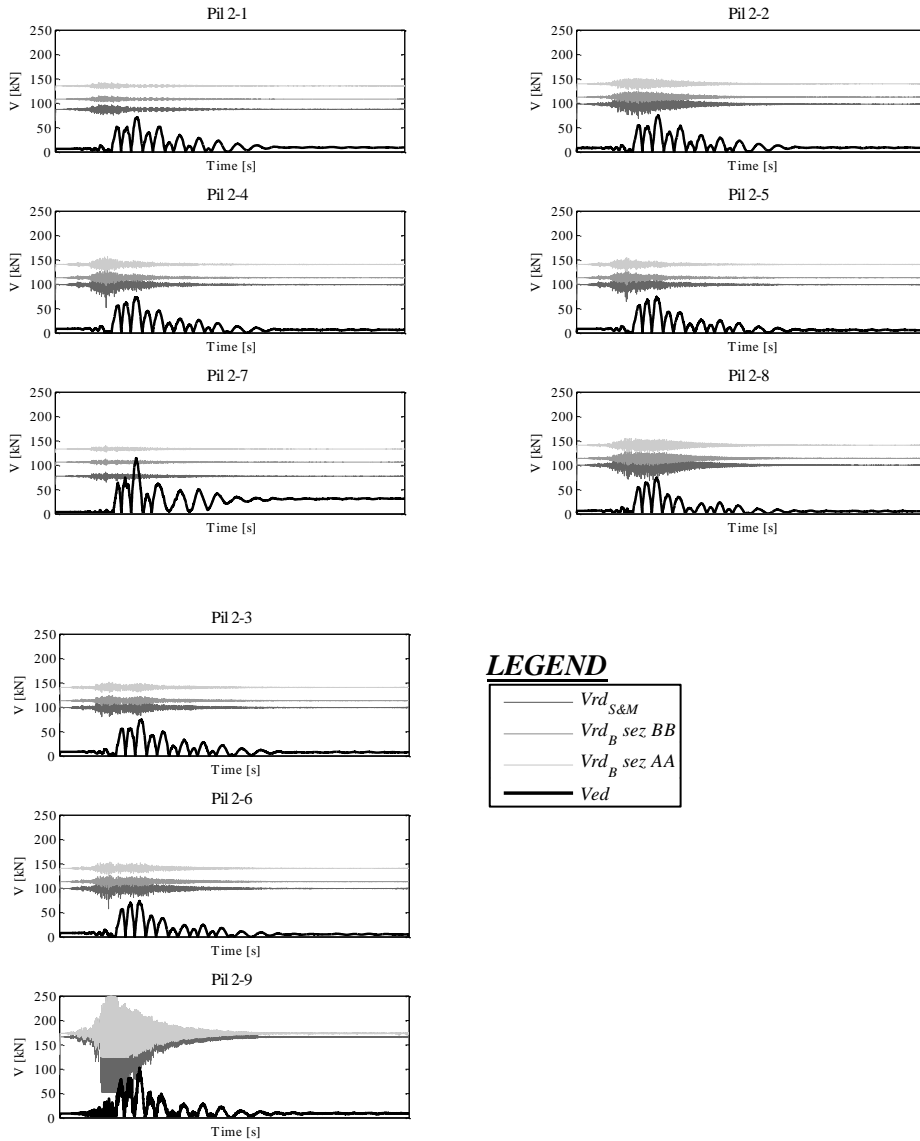 Pil 2-1
250
200
150
100
50
0
V [kN]
Time [s]
Pil 2-2
250
200
150
100
50
0
V [kN]
Time [s]
Pil 2-4
250
200
150
100
50
0
V [kN]
Time [s]
Pil 2-5
250
200
150
100
50
0
V [kN]
Time [s]
Pil 2-7
250
200
150
100
50
0
V [kN]
Time [s]
Pil 2-8
250
200
150
100
50
0
V [kN]
Time [s]
Pil 2-3
250
200
150
100
50
0
V [kN]
Time [s]
LEGEND
Vrd S&M
Vrd B sez BB
Vrd B sez AA
Ved
Pil 2-6
250
200
150
100
50
0
V [kN]
Time [s]
Pil 2-9
250
200
150
100
50
0
V [kN]
Time [s]